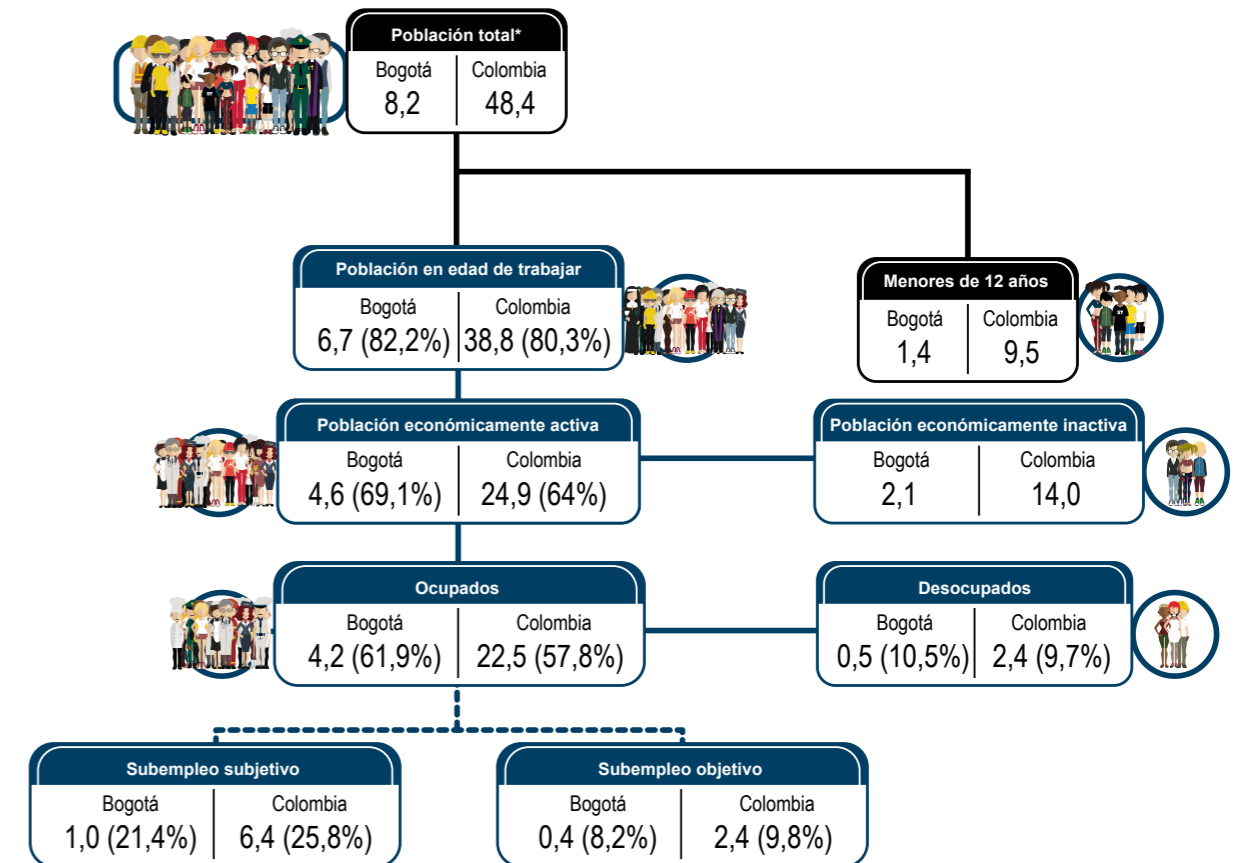 Población total*
Bogotá Colombia
8,2 48,4
Población en edad de trabajar
Bogotá Colombia
6,7 (82,2%) 38,8 (80,3%)
Menores de 12 años
Bogotá Colombia
1,4 9,5
Población económicamente activa
Bogotá Colombia
4,6 (69,1%) 24,9 (64%)
Población económicamente inactiva
Bogotá Colombia
2,1 14,0
Ocupados
Bogotá Colombia
4,2 (61,9%) 22,5 (57,8%)
Desocupados
Bogotá Colombia
0,5 (10,5%) 2,4 (9,7%)
Subempleo subjetivo
Bogotá Colombia
1,0 (21,4%) 6,4 (25,8%)
Subempleo objetivo
Bogotá Colombia
0,4 (8,2%) 2,4 (9,8%)